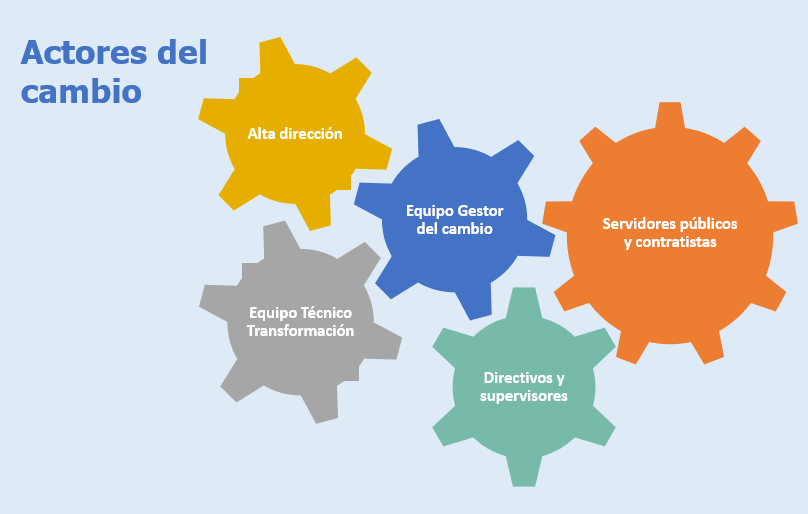 Actores del
cambio
Alta dirección
Equipo Gestor
del cambio
Servidores públicos
y contratistas
Equipo Técnico
Transformación
Directivos y
supervisores